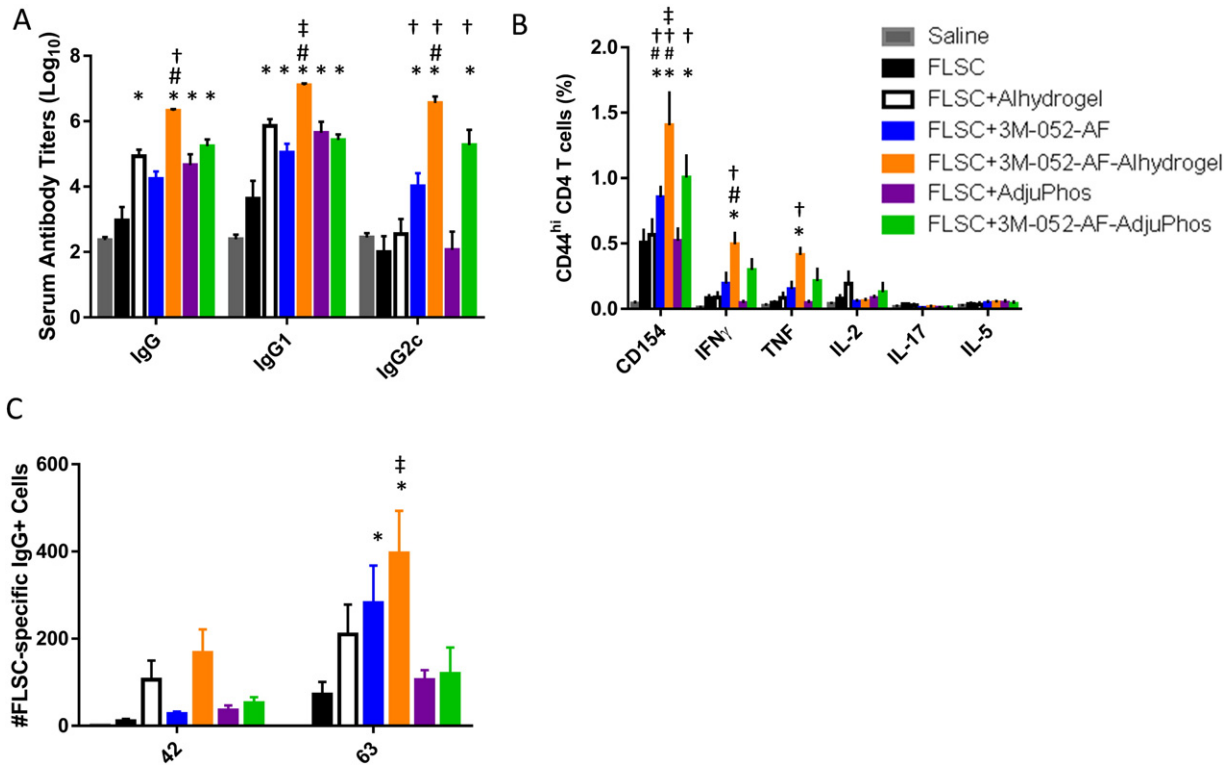 A
Serum Antibody Titers (Log10)
8
6
4
2
0
†
#
* * * *
‡
#
* * * * *
† † †
#
* * *
IgG
IgG1
IgG2c
B
CD44hi CD4 T cells (%)
2.0
1.5
1.0
0.5
0.0
‡
† † †
# #
* * *
†
#
*
†
*
CD154
IFNγ
TNF
IL-2
IL-17
IL-5
Saline
FLSC
FLSC+Alhydrogel
FLSC+3M-052-AF
FLSC+3M-052-AF-Alhydrogel
FLSC+AdjuPhos
FLSC+3M-052-AF-AdjuPhos
C
#FLSC-specific IgG+ Cells
600
400
200
0
‡
*
*
42
63